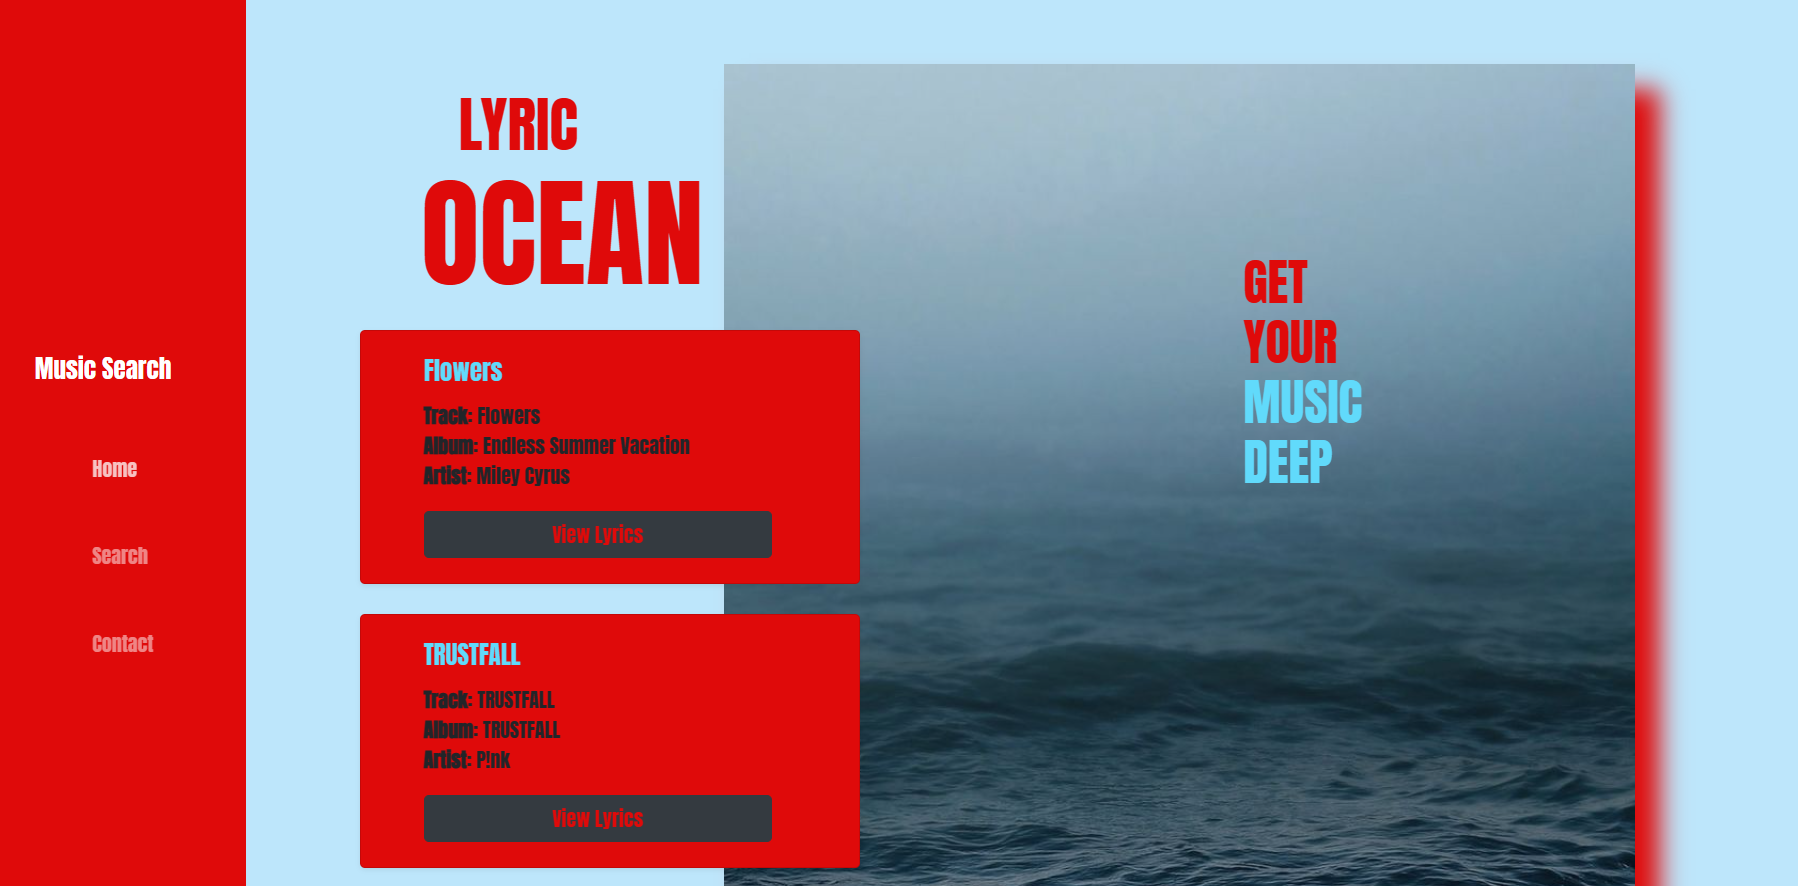 Music Search
Home
Search
Contact
LYRIC
OCEAN
Flowers
Track: Flowers
Album: Endless Summer Vacation
Artist: Miley Cyrus
View Lyrics
TRUSTFALL
Track: TRUSTFALL
Album: TRUSTFALL
Artist: P!nk
View Lyrics
GET
YOUR
MUSIC
DEEP